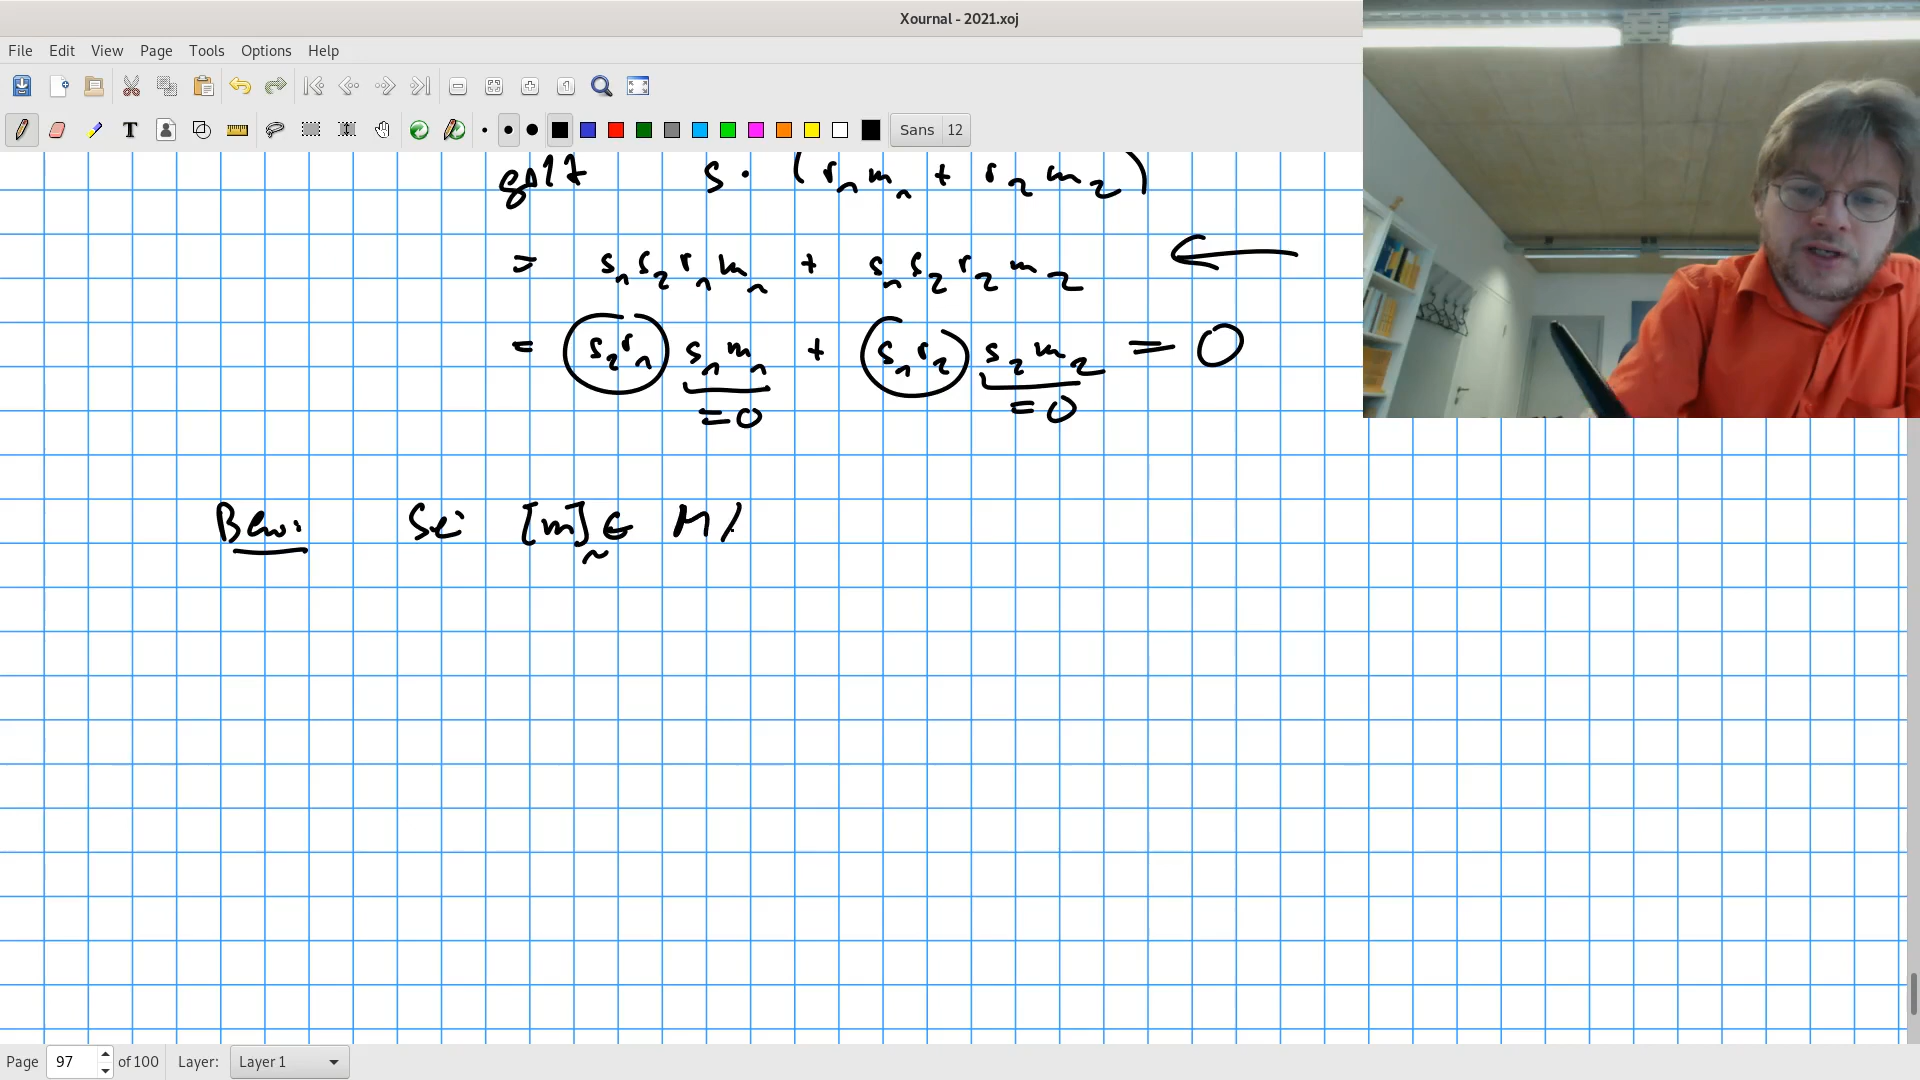 Xournal - 2021.xoj
File Edit View Page Tools Options Help
Sans 12
gilt s · (r₁m₁ + r₂m₂)
= s₁s₂r₁m₁ + s₁s₂r₂m₂
= s₂r₁ s₁m₁ + s₁r₂ s₂m₂ = 0
=0 =0
Bew: Sei [m]~ ∈ M/
Page 97 of 100 Layer: Layer 1